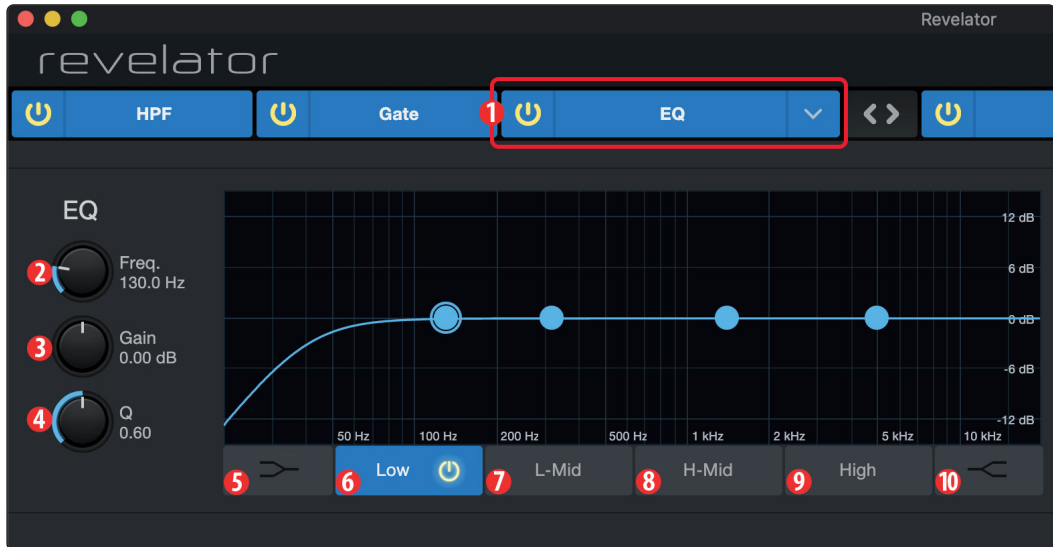 Revelator
revelator
HPF
Gate
1
EQ
EQ
12 dB
2
Freq.
130.0 Hz
6 dB
0 dB
3
Gain
0.00 dB
-6 dB
4
Q
0.60
-12 dB
50 Hz 100 Hz 200 Hz 500 Hz 1 kHz 2 kHz 5 kHz 10 kHz
5 6 Low 7 L-Mid 8 H-Mid 9 High 10